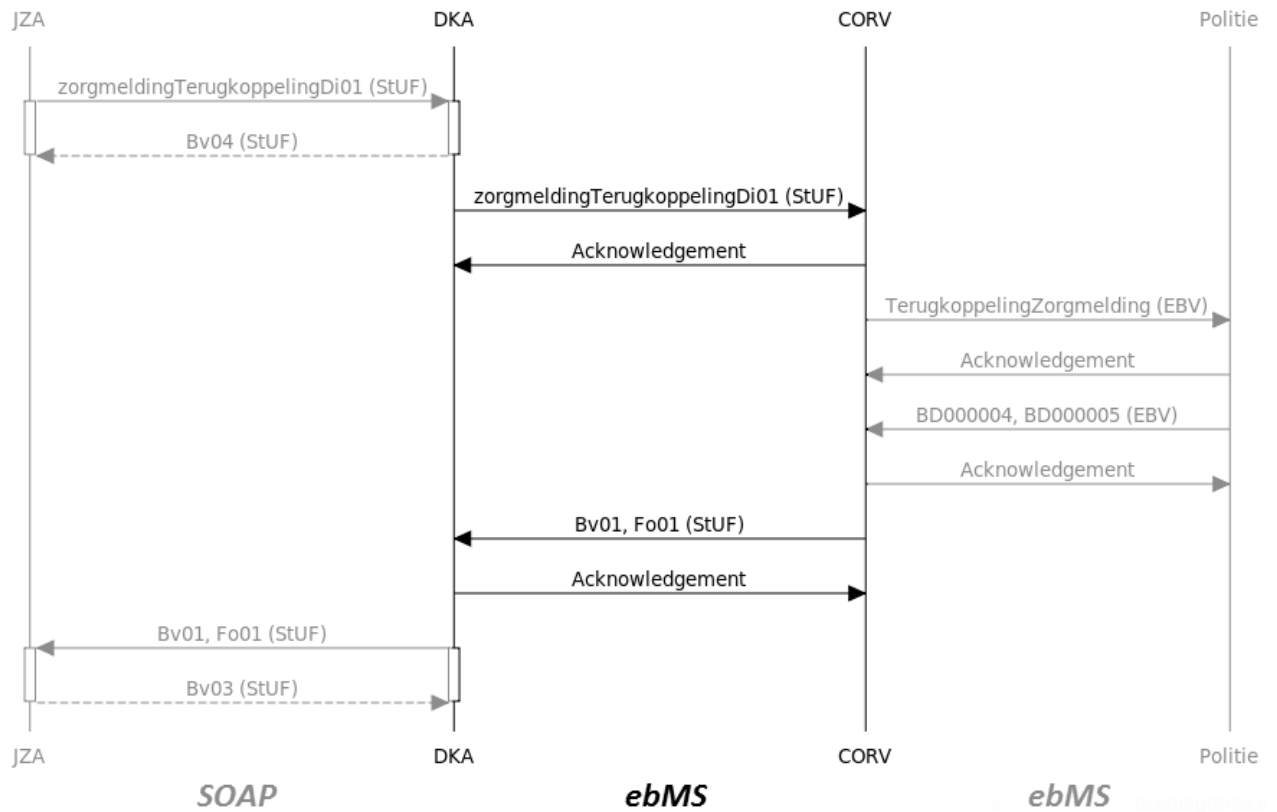 JZA DKA CORV Politie
zorgmeldingTerugkoppelingDi01 (StUF)
Bv04 (StUF)
zorgmeldingTerugkoppelingDi01 (StUF)
Acknowledgement
TerugkoppelingZorgmelding (EBV)
Acknowledgement
BD000004, BD000005 (EBV)
Acknowledgement
Bv01, Fo01 (StUF)
Acknowledgement
Bv01, Fo01 (StUF)
Bv03 (StUF)
JZA DKA CORV Politie
SOAP ebMS ebMS